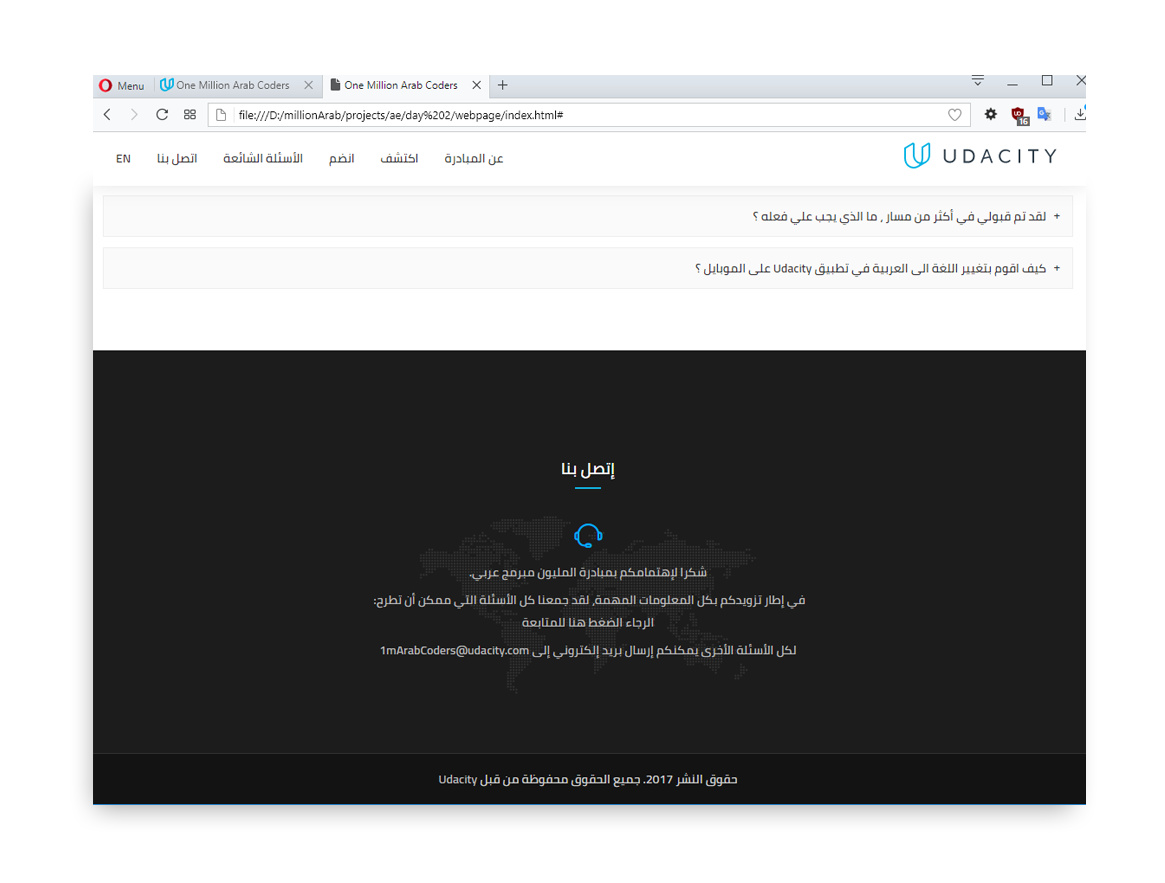 Menu
One Million Arab Coders
One Million Arab Coders
file:///D:/millionArab/projects/ae/day%202/webpage/index.html#
16
UDACITY
عن المبادرة
اكتشف
انضم
الأسئلة الشائعة
اتصل بنا
EN
+ لقد تم قبولي في أكثر من مسار , ما الذي يجب علي فعله ؟
+ كيف اقوم بتغيير اللغة الى العربية في تطبيق Udacity على الموبايل ؟
إتصل بنا
شكرا لإهتمامكم بمبادرة المليون مبرمج عربي.
في إطار تزويدكم بكل المعلومات المهمة, لقد جمعنا كل الأسئلة التي ممكن أن تطرح:
الرجاء الضغط هنا للمتابعة
لكل الأسئلة الأخرى يمكنكم إرسال بريد إلكتروني إلى 1mArabCoders@udacity.com
حقوق النشر 2017. جميع الحقوق محفوظة من قبل Udacity